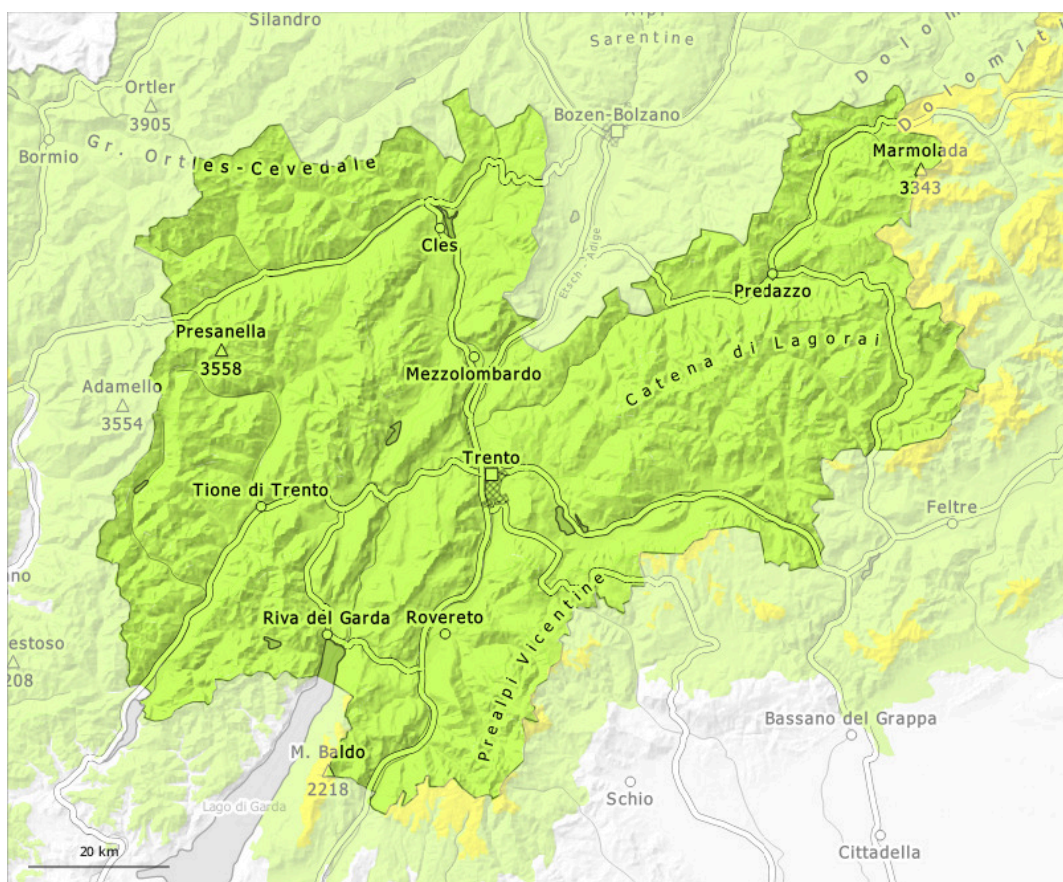 Silandro
Alpi
Sarentine
Dolomiti
Dolomiti
Ortler
3905
Bozen-Bolzano
Bormio
Gr. Ortles-Cevedale
Marmolada
3343
Cles
Etsch - Adige
Predazzo
Presanella
3558
Catena di Lagorai
Mezzolombardo
Adamello
3554
Trento
Tione di Trento
Feltre
Riva del Garda
Rovereto
Prealpi Vicentine
Bassano del Grappa
M. Baldo
2218
Lago di Garda
Schio
20 km
Cittadella